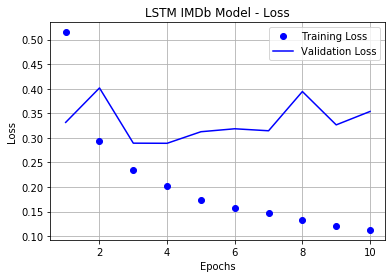 LSTM IMDb Model - Loss
Training Loss
Validation Loss
Loss
0.50
0.45
0.40
0.35
0.30
0.25
0.20
0.15
0.10
2 4 6 8 10
Epochs